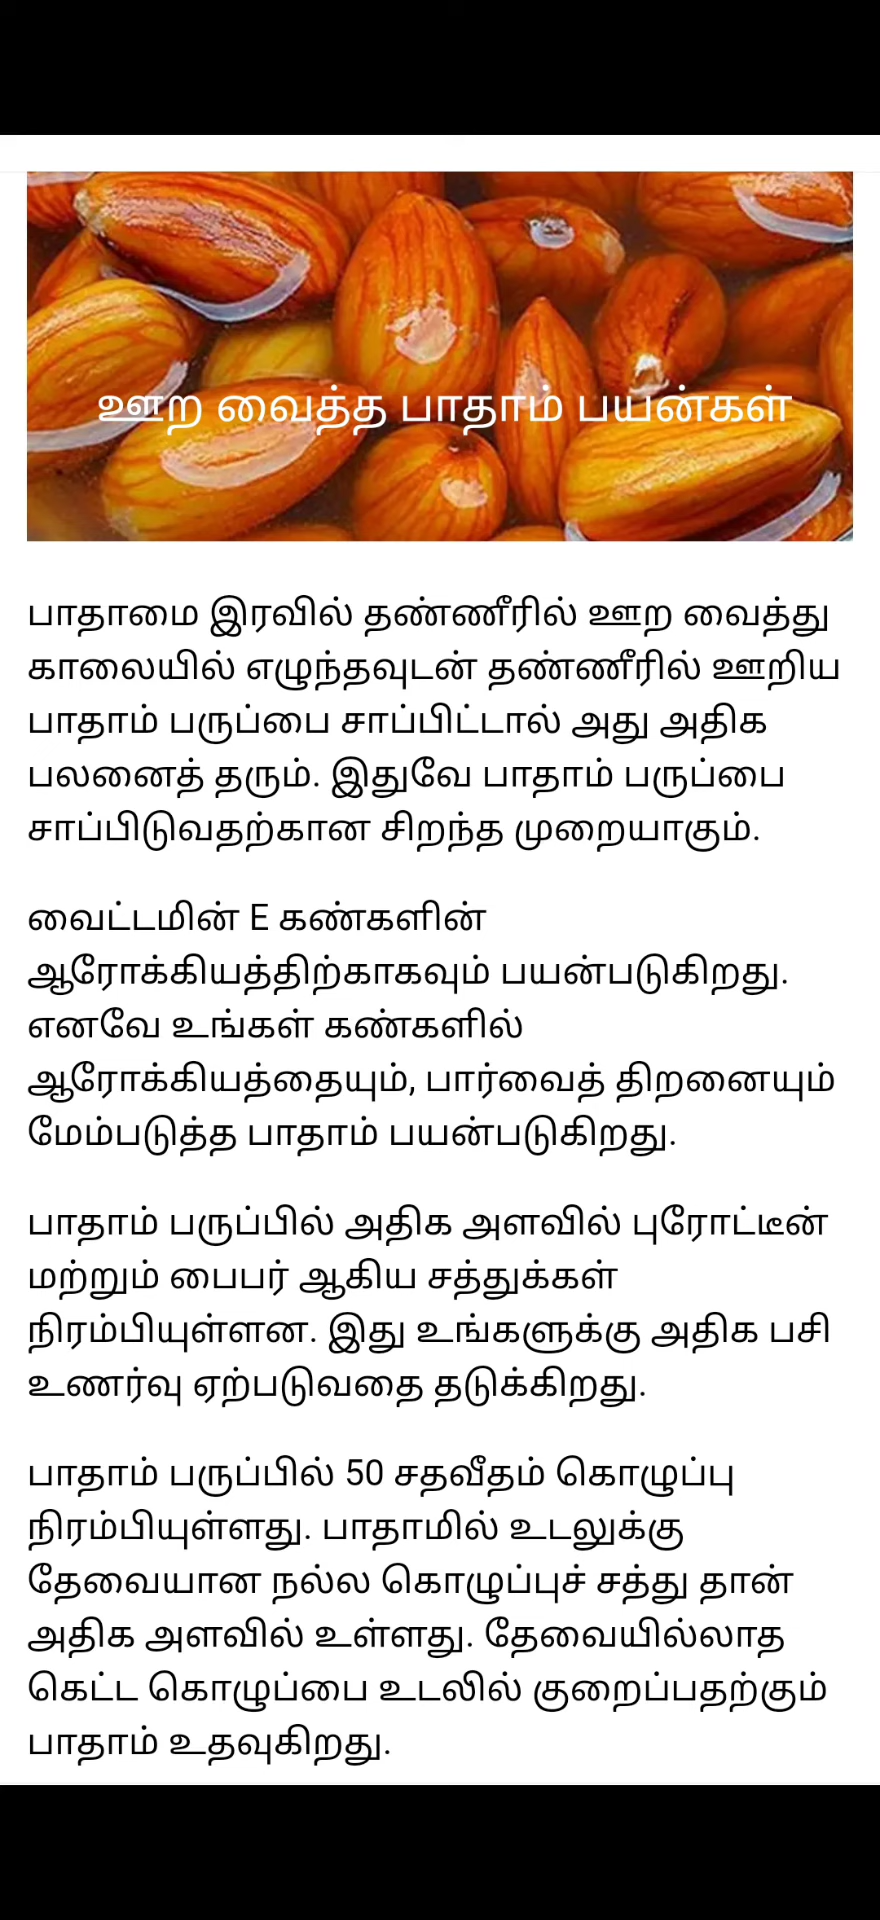 ஊற வைத்த பாதாம் பயன்கள்
பாதாமை இரவில் தண்ணீரில் ஊற வைத்து
காலையில் எழுந்தவுடன் தண்ணீரில் ஊறிய
பாதாம் பருப்பை சாப்பிட்டால் அது அதிக
பலனைத் தரும். இதுவே பாதாம் பருப்பை
சாப்பிடுவதற்கான சிறந்த முறையாகும்.
வைட்டமின் E கண்களின்
ஆரோக்கியத்திற்காகவும் பயன்படுகிறது.
எனவே உங்கள் கண்களில்
ஆரோக்கியத்தையும், பார்வைத் திறனையும்
மேம்படுத்த பாதாம் பயன்படுகிறது.
பாதாம் பருப்பில் அதிக அளவில் புரோட்டீன்
மற்றும் பைபர் ஆகிய சத்துக்கள்
நிரம்பியுள்ளன. இது உங்களுக்கு அதிக பசி
உணர்வு ஏற்படுவதை தடுக்கிறது.
பாதாம் பருப்பில் 50 சதவீதம் கொழுப்பு
நிரம்பியுள்ளது. பாதாமில் உடலுக்கு
தேவையான நல்ல கொழுப்புச் சத்து தான்
அதிக அளவில் உள்ளது. தேவையில்லாத
கெட்ட கொழுப்பை உடலில் குறைப்பதற்கும்
பாதாம் உதவுகிறது.